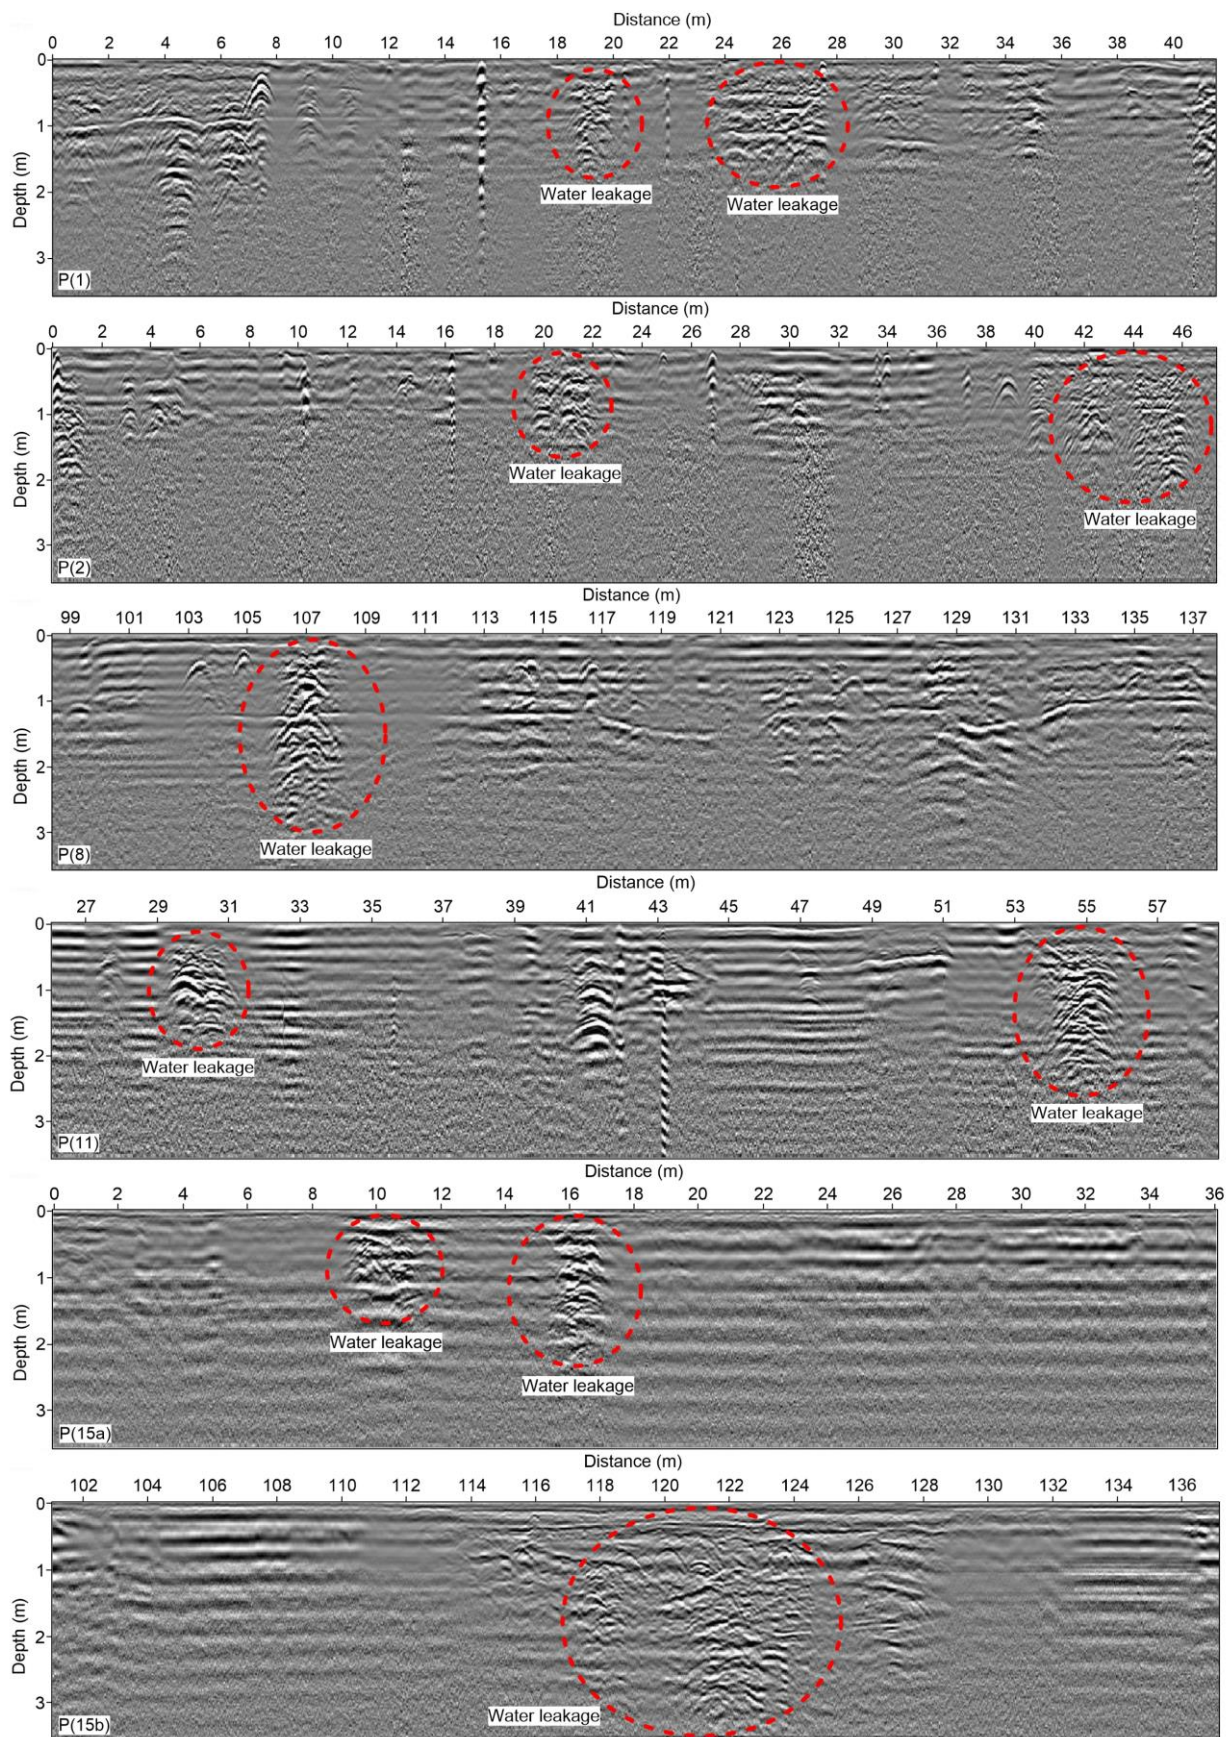 Distance (m)
0 2 4 6 8 10 12 14 16 18 20 22 24 26 28 30 32 34 36 38 40
0
1
2
3
Depth (m)
Water leakage
Water leakage
P(1)
Distance (m)
0 2 4 6 8 10 12 14 16 18 20 22 24 26 28 30 32 34 36 38 40 42 44 46
0
1
2
3
Depth (m)
Water leakage
Water leakage
P(2)
Distance (m)
99 101 103 105 107 109 111 113 115 117 119 121 123 125 127 129 131 133 135 137
0
1
2
3
Depth (m)
Water leakage
P(8)
Distance (m)
27 29 31 33 35 37 39 41 43 45 47 49 51 53 55 57
0
1
2
3
Depth (m)
Water leakage
Water leakage
P(11)
Distance (m)
0 2 4 6 8 10 12 14 16 18 20 22 24 26 28 30 32 34 36
0
1
2
3
Depth (m)
Water leakage
Water leakage
P(15a)
Distance (m)
102 104 106 108 110 112 114 116 118 120 122 124 126 128 130 132 134 136
0
1
2
3
Depth (m)
Water leakage
P(15b)